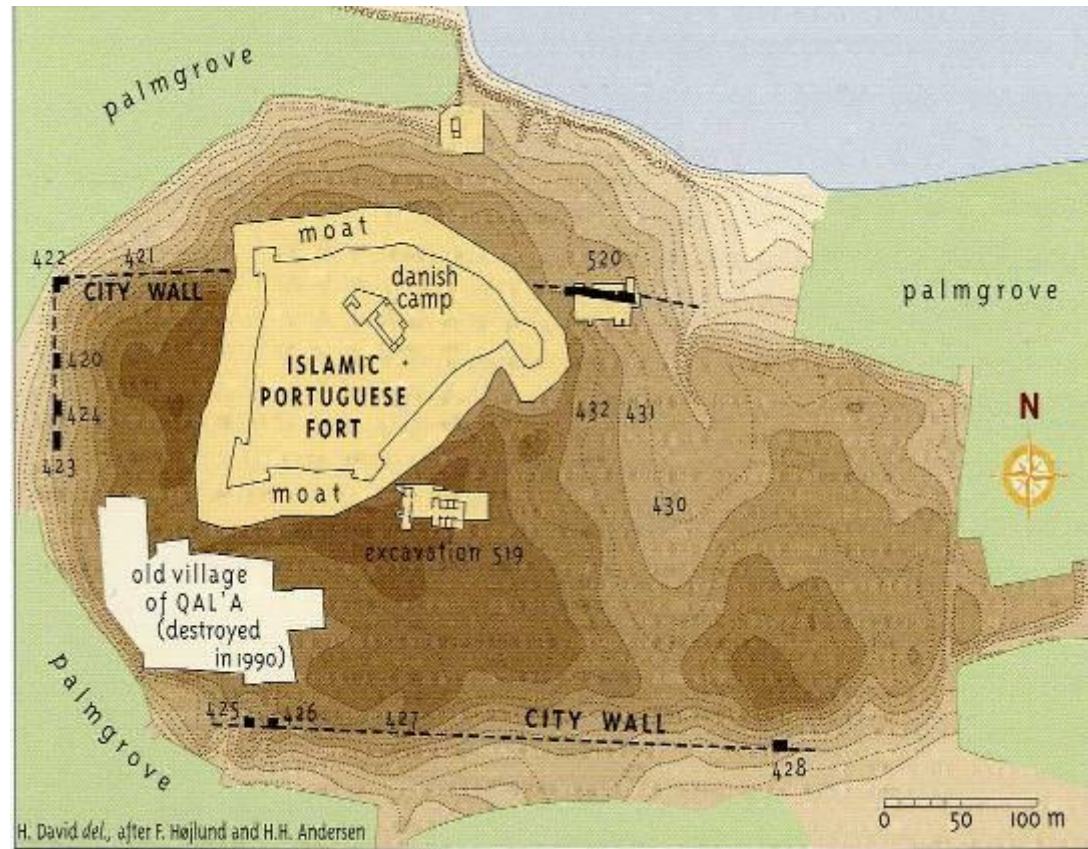 palmgrove
moat
422
421
520
danish
camp
CITY WALL
palmgrove
420
ISLAMIC
PORTUGUESE
FORT
N
424
432
431
423
moat
430
excavation 519
old village
of QAL'A
(destroyed
in 1990)
palmgrove
425
426
427
CITY WALL
428
H. David del., after F. Højlund and H.H. Andersen
0
50
100 m